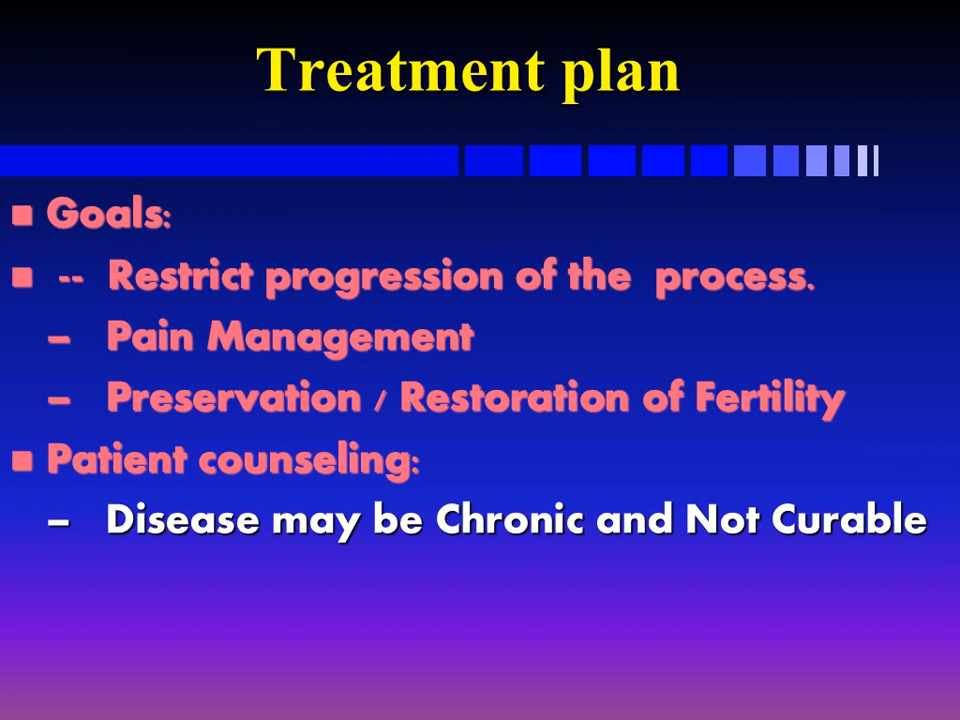 Treatment plan
Goals:
-- Restrict progression of the process.
– Pain Management
– Preservation / Restoration of Fertility
Patient counseling:
– Disease may be Chronic and Not Curable